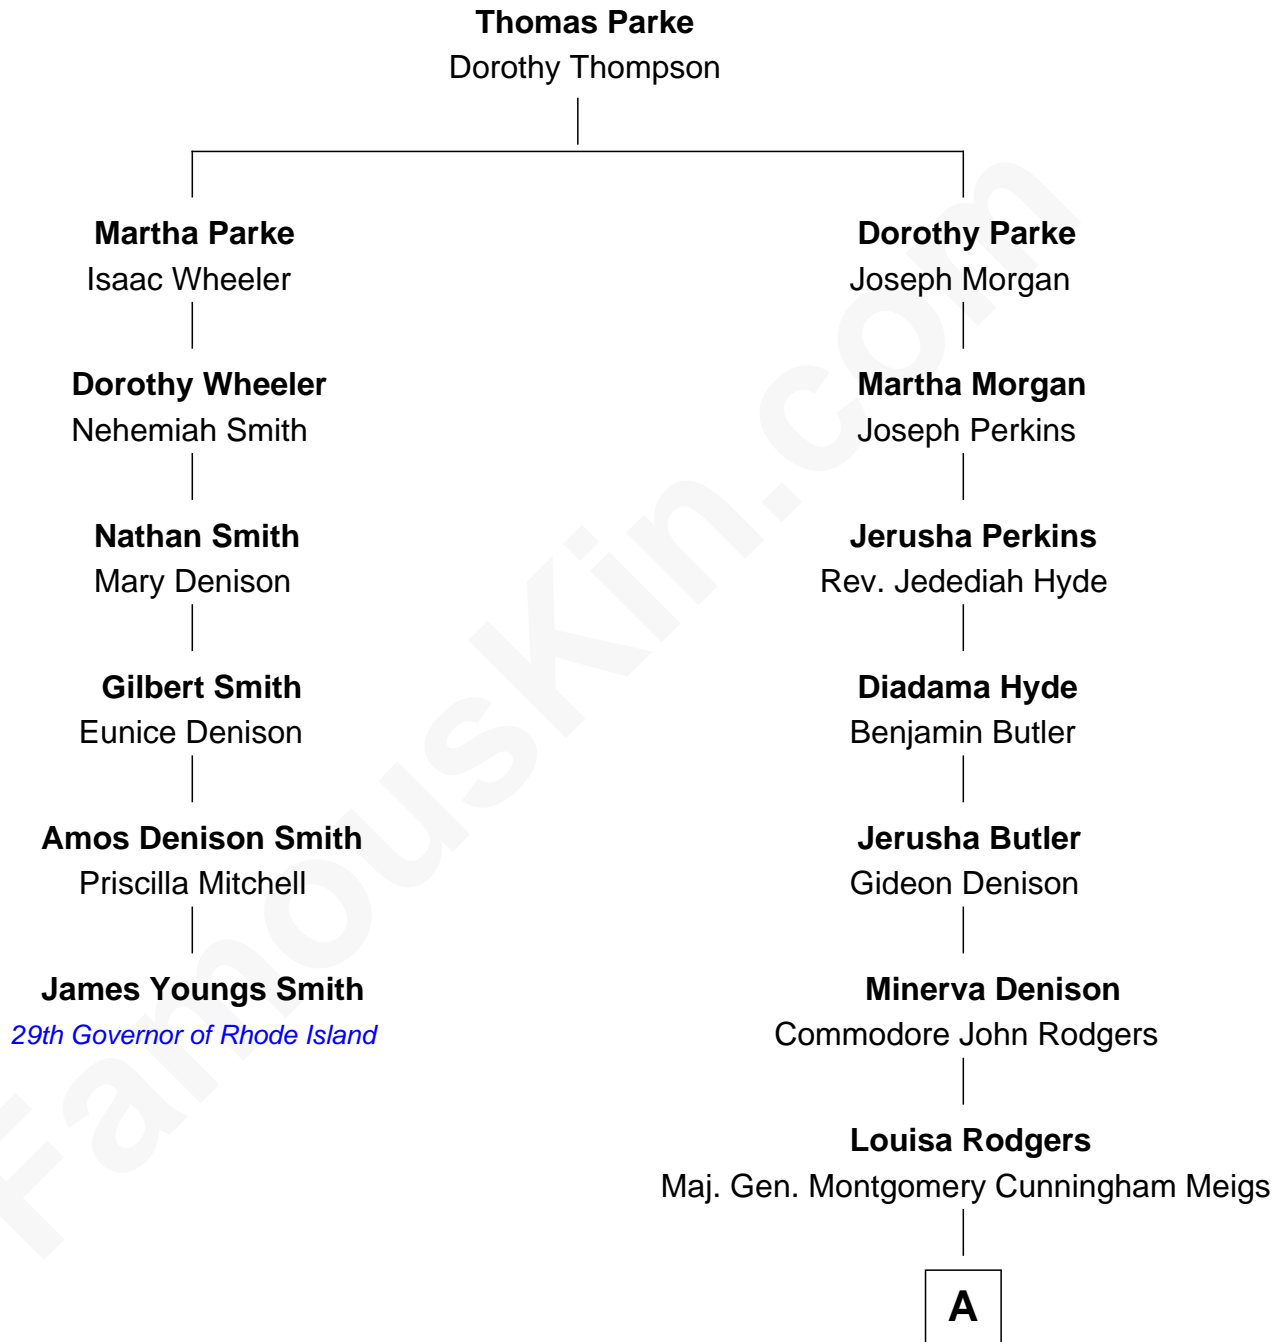 Thomas Parke
Dorothy Thompson
Martha Parke
Isaac Wheeler
Dorothy Wheeler
Nehemiah Smith
Nathan Smith
Mary Denison
Gilbert Smith
Eunice Denison
Amos Denison Smith
Priscilla Mitchell
James Youngs Smith
29th Governor of Rhode Island
Dorothy Parke
Joseph Morgan
Martha Morgan
Joseph Perkins
Jerusha Perkins
Rev. Jedediah Hyde
Diadama Hyde
Benjamin Butler
Jerusha Butler
Gideon Denison
Minerva Denison
Commodore John Rodgers
Louisa Rodgers
Maj. Gen. Montgomery Cunningham Meigs
A
FamousKin.com